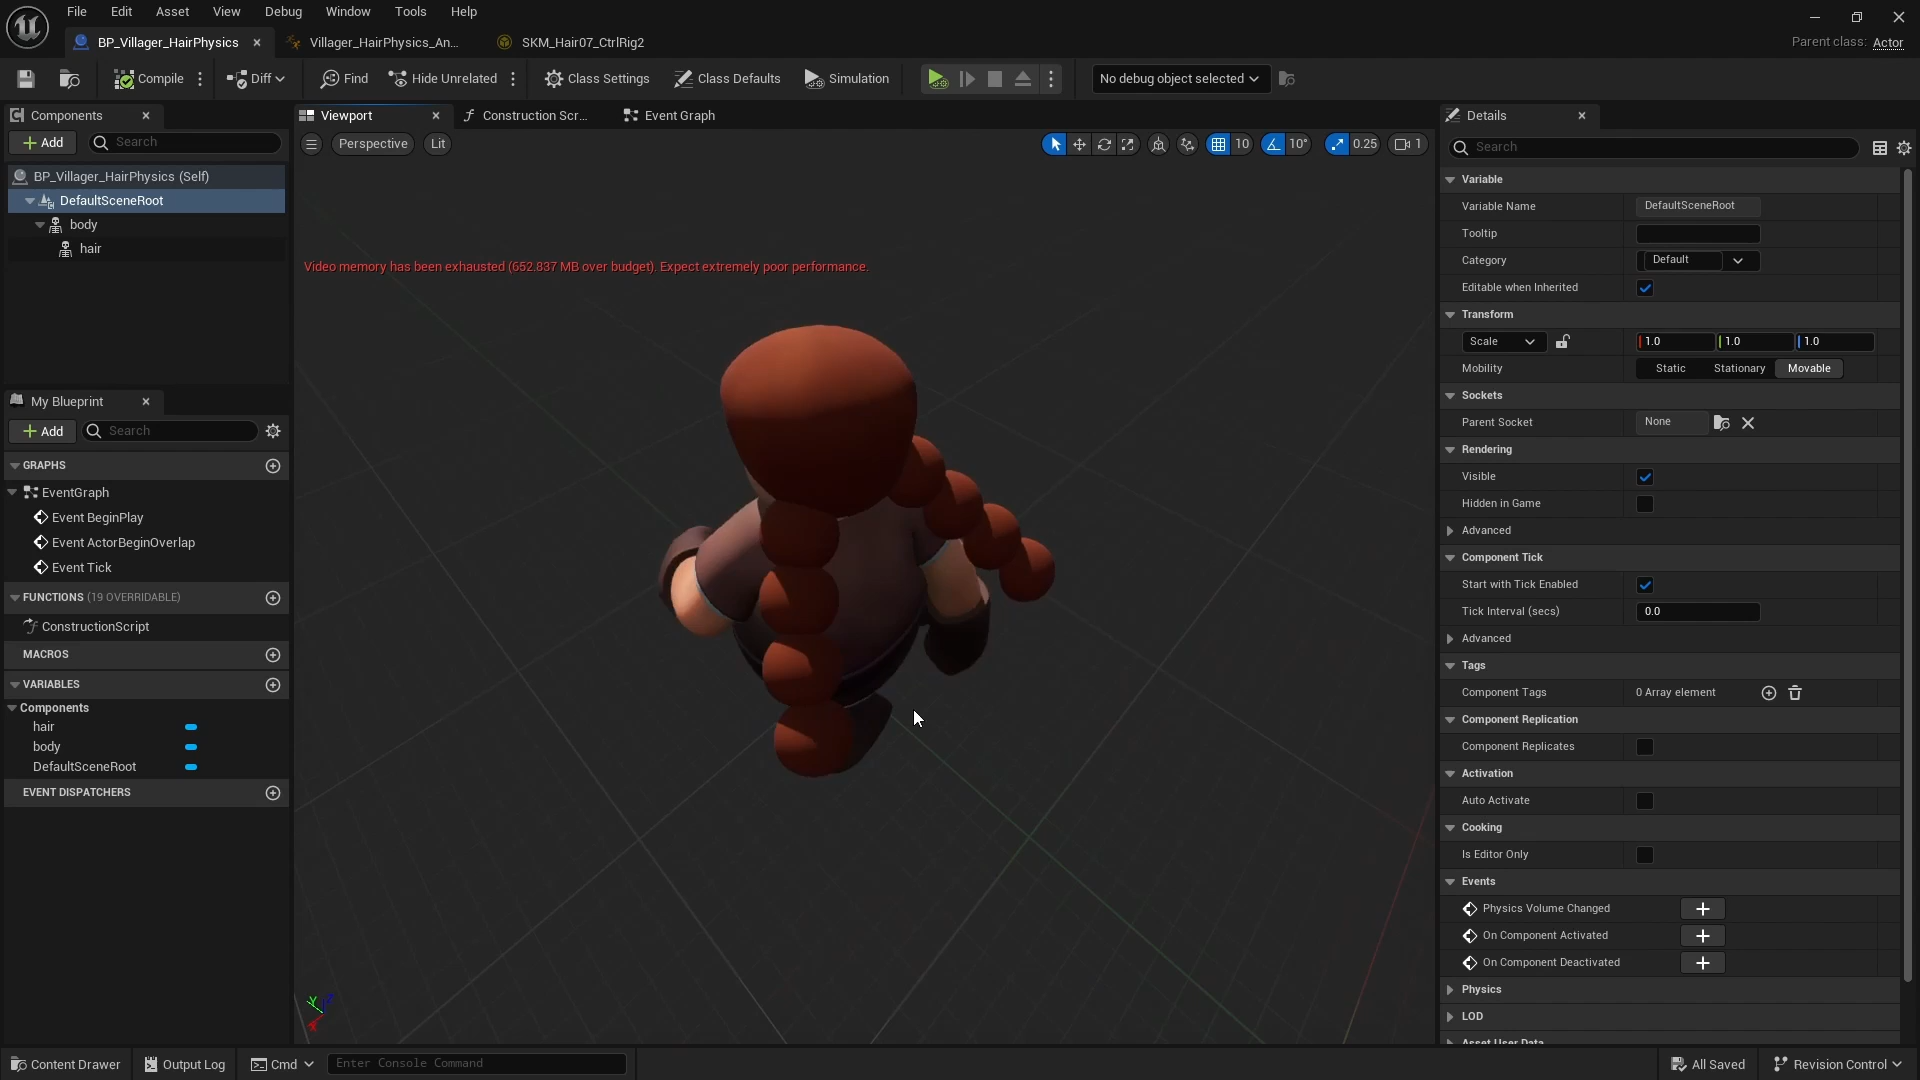 File Edit Asset View Debug Window Tools Help
BP_Villager_HairPhysics Villager_HairPhysics_An... SKM_Hair07_CtrlRig2
Parent class: Actor
Compile Diff Find Hide Unrelated Class Settings Class Defaults Simulation No debug object selected
Components
Add Search
BP_Villager_HairPhysics (Self)
DefaultSceneRoot
body
hair
My Blueprint
Add Search
GRAPHS
EventGraph
Event BeginPlay
Event ActorBeginOverlap
Event Tick
FUNCTIONS (19 OVERRIDABLE)
ConstructionScript
MACROS
VARIABLES
Components
hair
body
DefaultSceneRoot
EVENT DISPATCHERS
Viewport Construction Scr... Event Graph
Perspective Lit 10 10° 0.25 1
Video memory has been exhausted (652.837 MB over budget). Expect extremely poor performance.
Y Z
X
Details
Search
Variable
Variable Name DefaultSceneRoot
Tooltip
Category Default
Editable when Inherited
Transform
Scale 1.0 1.0 1.0
Mobility Static Stationary Movable
Sockets
Parent Socket None
Rendering
Visible
Hidden in Game
Advanced
Component Tick
Start with Tick Enabled
Tick Interval (secs) 0.0
Advanced
Tags
Component Tags 0 Array element
Component Replication
Component Replicates
Activation
Auto Activate
Cooking
Is Editor Only
Events
Physics Volume Changed
On Component Activated
On Component Deactivated
Physics
LOD
Asset User Data
Content Drawer Output Log Cmd Enter Console Command All Saved Revision Control